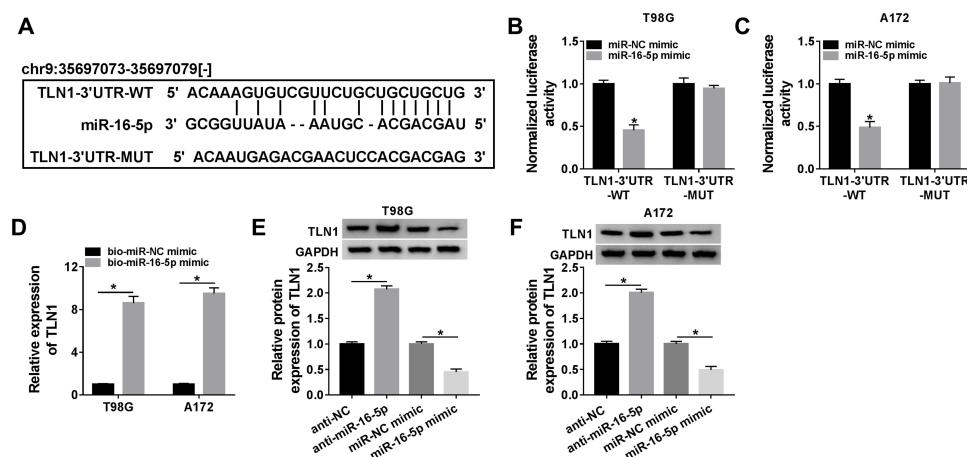 A
chr9:35697073-35697079[-]
TLN1-3'UTR-WT 5' ACAAAGUGUCGUUCUGCUGCUGCUG 3'
miR-16-5p 3' GCGGUUAUA--AAUGC-ACGACGAU 5'
TLN1-3'UTR-MUT 5' ACAAUGAGACGAACUCCACGACGAG 3'
B
T98G
miR-NC mimic
miR-16-5p mimic
Normalized luciferase
activity
1.5
1.0
0.5
0.0
*
TLN1-3'UTR
-WT
TLN1-3'UTR
-MUT
C
A172
miR-NC mimic
miR-16-5p mimic
Normalized luciferase
activity
1.5
1.0
0.5
0.0
*
TLN1-3'UTR
-WT
TLN1-3'UTR
-MUT
D
bio-miR-NC mimic
bio-miR-16-5p mimic
Relative expression
of TLN1
12
8
4
0
* *
T98G A172
E
T98G
TLN1
GAPDH
Relative protein
expression of TLN1
2.5
2.0
1.5
1.0
0.5
0.0
*
*
anti-NC
anti-miR-16-5p
miR-NC mimic
miR-16-5p mimic
F
A172
TLN1
GAPDH
Relative protein
expression of TLN1
2.5
2.0
1.5
1.0
0.5
0.0
*
*
anti-NC
anti-miR-16-5p
miR-NC mimic
miR-16-5p mimic